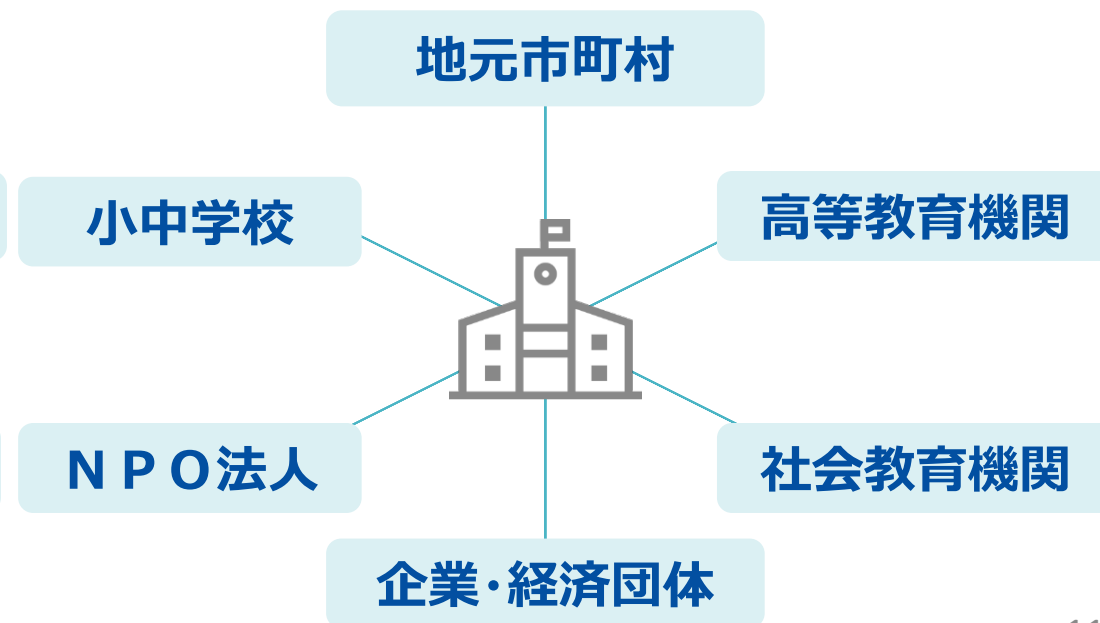 地元市町村
小中学校
高等教育機関
ＮＰＯ法人
社会教育機関
企業・経済団体